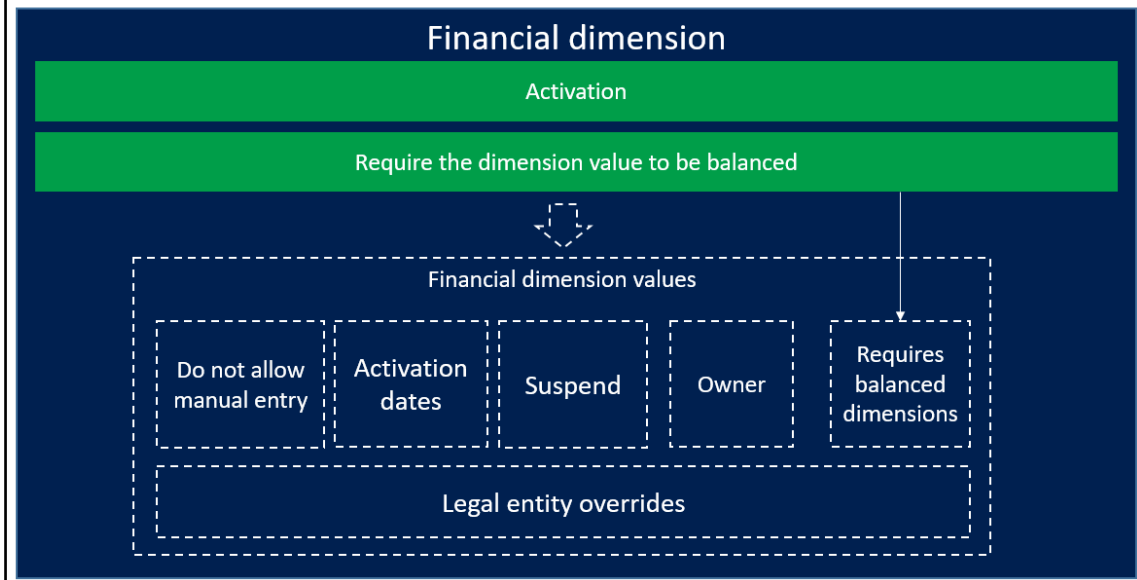 Financial dimension
Activation
Require the dimension value to be balanced
Financial dimension values
Do not allow
manual entry
Activation
dates
Suspend
Owner
Requires
balanced
dimensions
Legal entity overrides